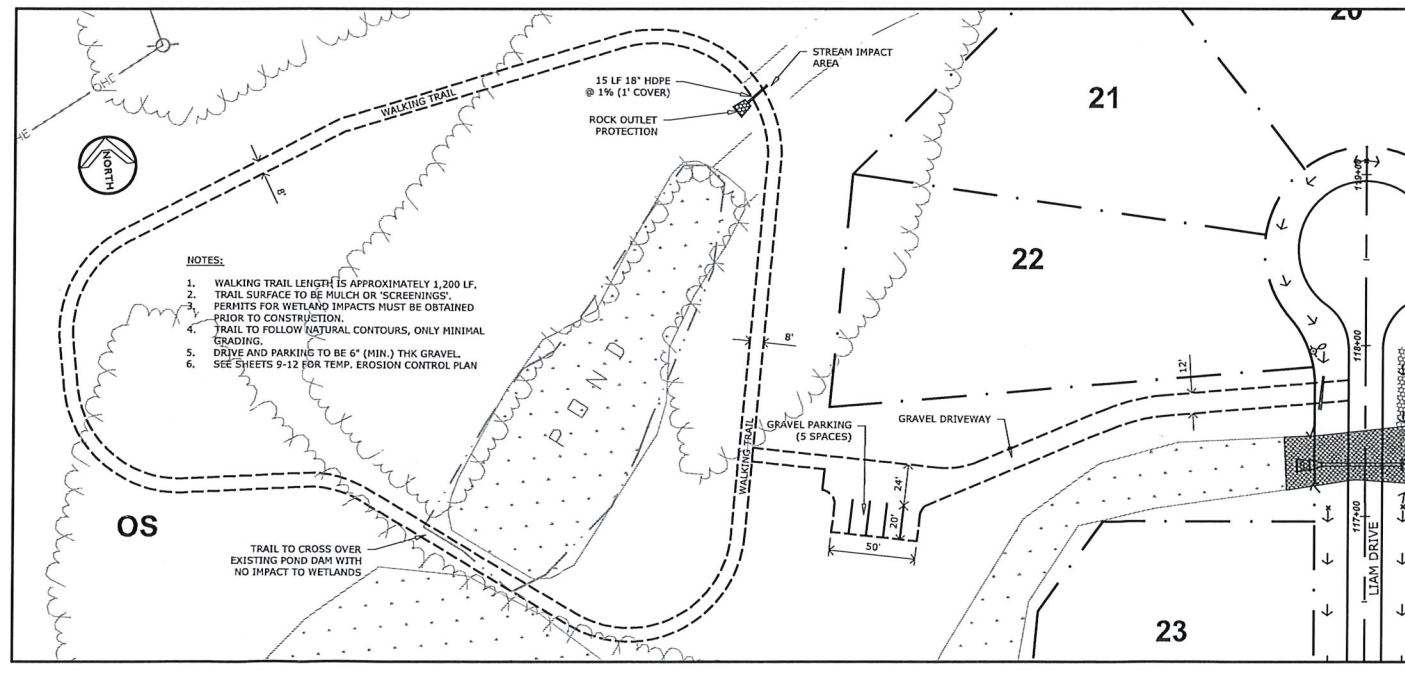 20
STREAM IMPACT
AREA
15 LF 18" HDPE
@ 1% (1' COVER)
21
WALKING TRAIL
ROCK OUTLET
PROTECTION
OHE
NORTH
8'
119+00
NOTES:
1. WALKING TRAIL LENGTH IS APPROXIMATELY 1,200 LF.
2. TRAIL SURFACE TO BE MULCH OR 'SCREENINGS'.
3. PERMITS FOR WETLAND IMPACTS MUST BE OBTAINED
PRIOR TO CONSTRUCTION.
4. TRAIL TO FOLLOW NATURAL CONTOURS, ONLY MINIMAL
GRADING.
5. DRIVE AND PARKING TO BE 6" (MIN.) THK GRAVEL.
6. SEE SHEETS 9-12 FOR TEMP. EROSION CONTROL PLAN
22
8'
118+00
12'
POND
GRAVEL PARKING
(5 SPACES)
GRAVEL DRIVEWAY
WALKING TRAIL
24'
20'
50'
OS
TRAIL TO CROSS OVER
EXISTING POND DAM WITH
NO IMPACT TO WETLANDS
117+00
LIAM DRIVE
23